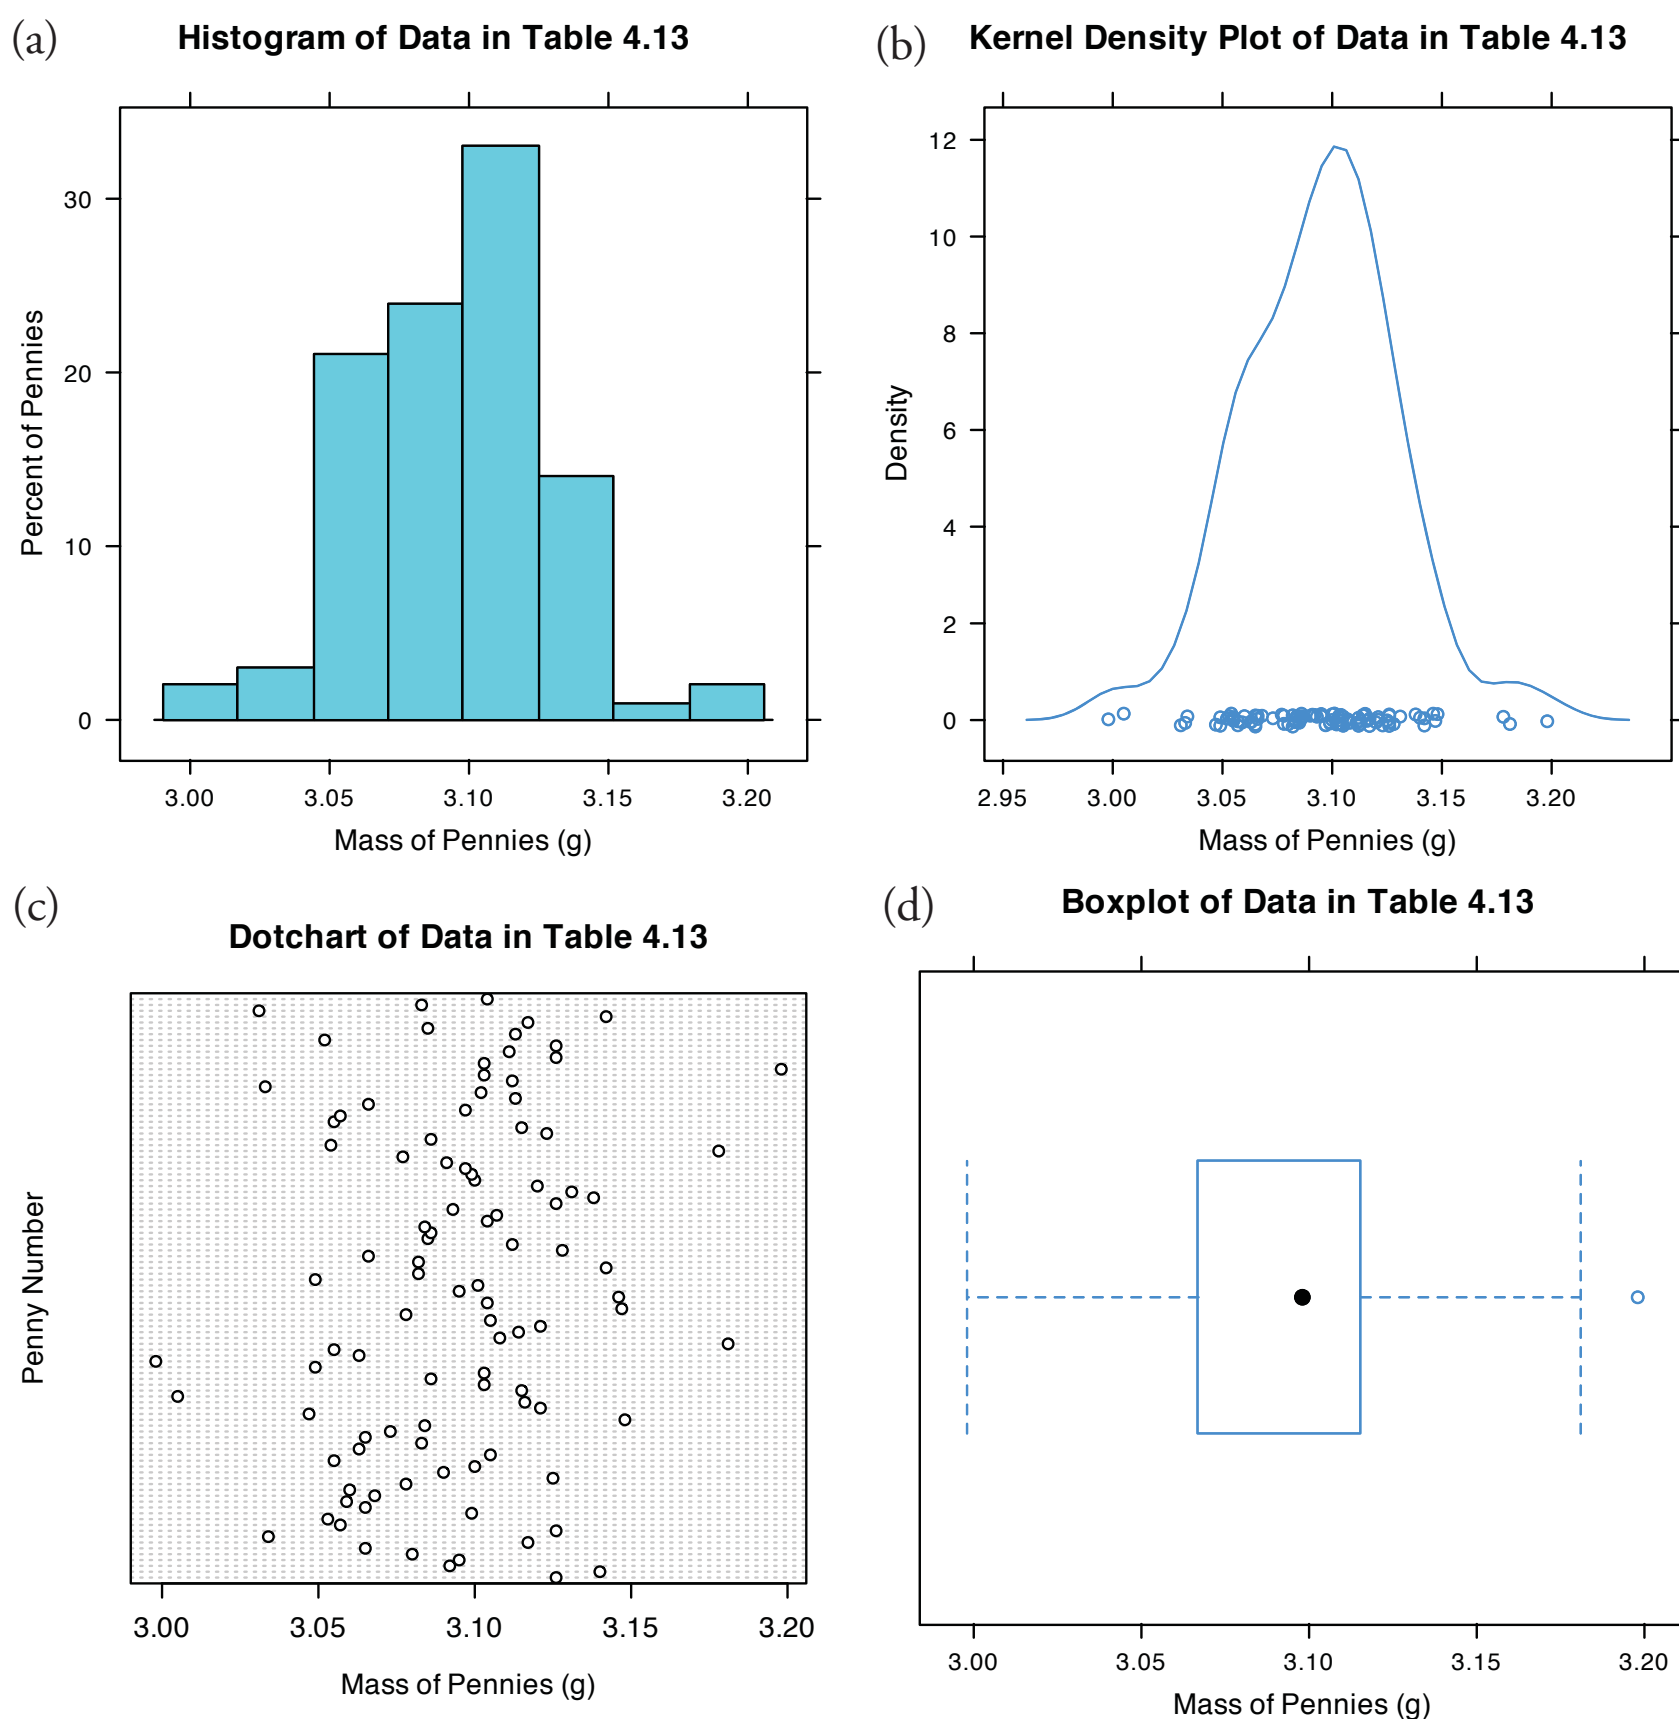 (a)
Histogram of Data in Table 4.13
Percent of Pennies
30
20
10
0
3.00 3.05 3.10 3.15 3.20
Mass of Pennies (g)
(b)
Kernel Density Plot of Data in Table 4.13
Density
12
10
8
6
4
2
0
2.95 3.00 3.05 3.10 3.15 3.20
Mass of Pennies (g)
(c)
Dotchart of Data in Table 4.13
Penny Number
3.00 3.05 3.10 3.15 3.20
Mass of Pennies (g)
(d)
Boxplot of Data in Table 4.13
3.00 3.05 3.10 3.15 3.20
Mass of Pennies (g)